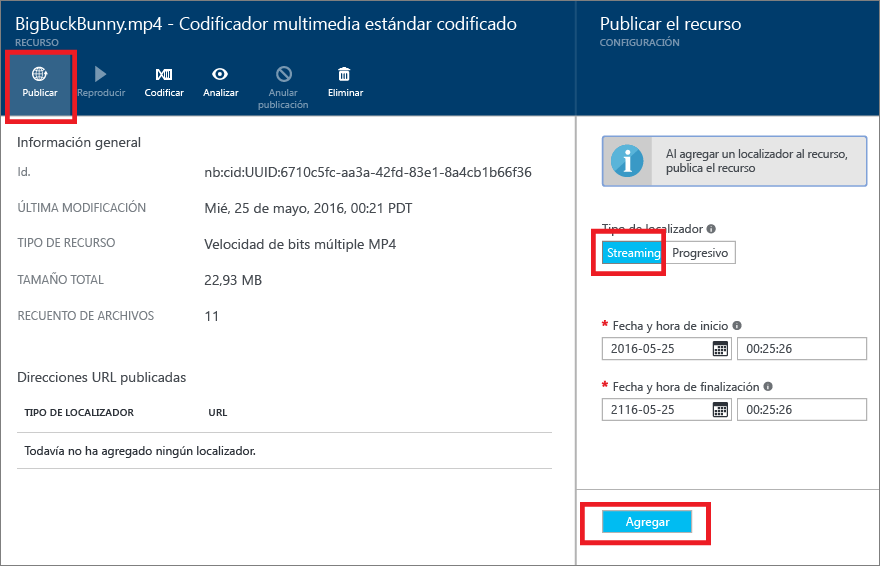 BigBuckBunny.mp4 - Codificador multimedia estándar codificado
RECURSO
Publicar
Reproducir
Codificar
Analizar
Anular
publicación
Eliminar
Información general
Id.
nb:cid:UUID:6710c5fc-aa3a-42fd-83e1-8a4cb1b66f36
ÚLTIMA MODIFICACIÓN
Mié, 25 de mayo, 2016, 00:21 PDT
TIPO DE RECURSO
Velocidad de bits múltiple MP4
TAMAÑO TOTAL
22,93 MB
RECUENTO DE ARCHIVOS
11
Direcciones URL publicadas
TIPO DE LOCALIZADOR
URL
Todavía no ha agregado ningún localizador.
Publicar el recurso
CONFIGURACIÓN
Al agregar un localizador al recurso,
publica el recurso
Tipo de localizador
Streaming
Progresivo
* Fecha y hora de inicio
2016-05-25
00:25:26
* Fecha y hora de finalización
2116-05-25
00:25:26
Agregar